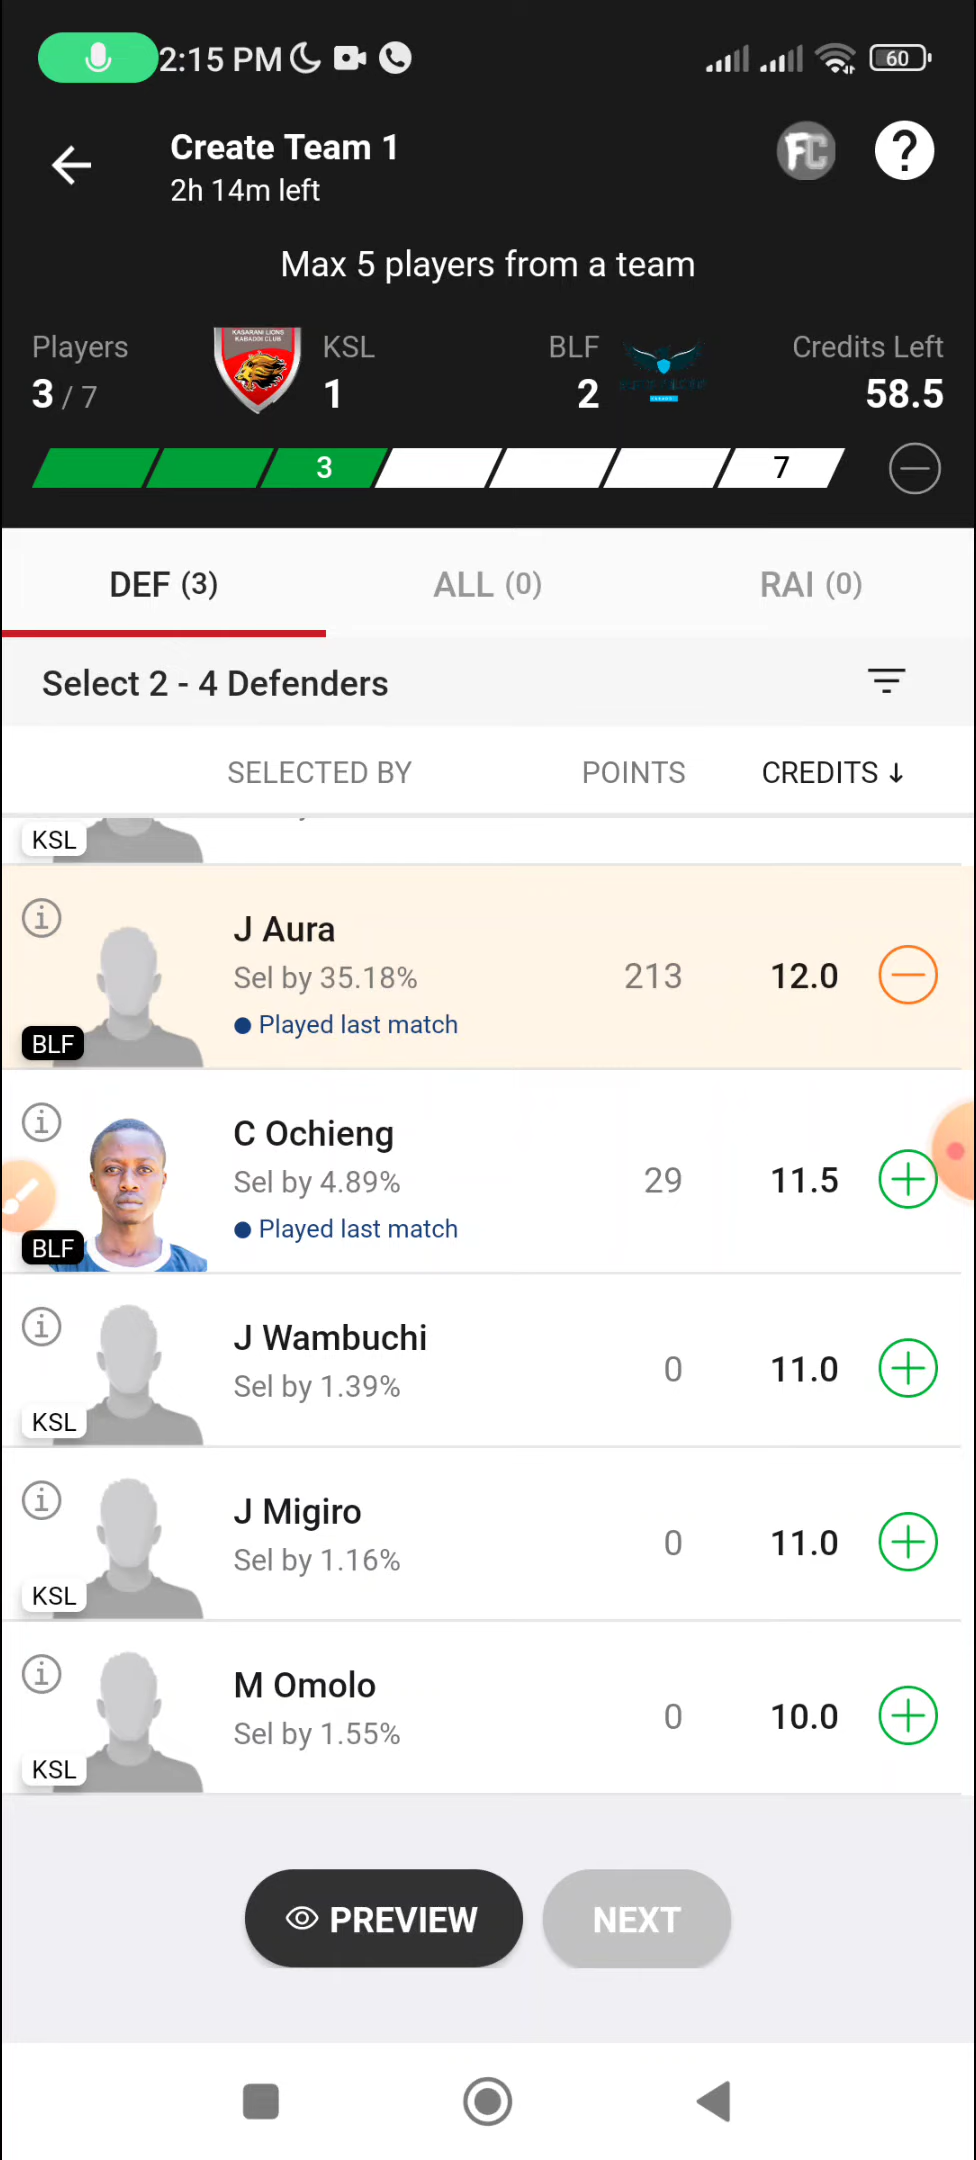 2:15 PM
60
Create Team 1
2h 14m left
FC
?
Max 5 players from a team
Players
3 / 7
KASARANI LIONS
KABADDI CLUB
KSL
1
BLF
2
Credits Left
58.5
3
7
DEF (3)
ALL (0)
RAI (0)
Select 2 - 4 Defenders
SELECTED BY
POINTS
CREDITS ↓
KSL
J Aura
Sel by 35.18%
213
12.0
Played last match
BLF
C Ochieng
Sel by 4.89%
29
11.5
Played last match
BLF
J Wambuchi
Sel by 1.39%
0
11.0
KSL
J Migiro
Sel by 1.16%
0
11.0
KSL
M Omolo
Sel by 1.55%
0
10.0
KSL
PREVIEW
NEXT